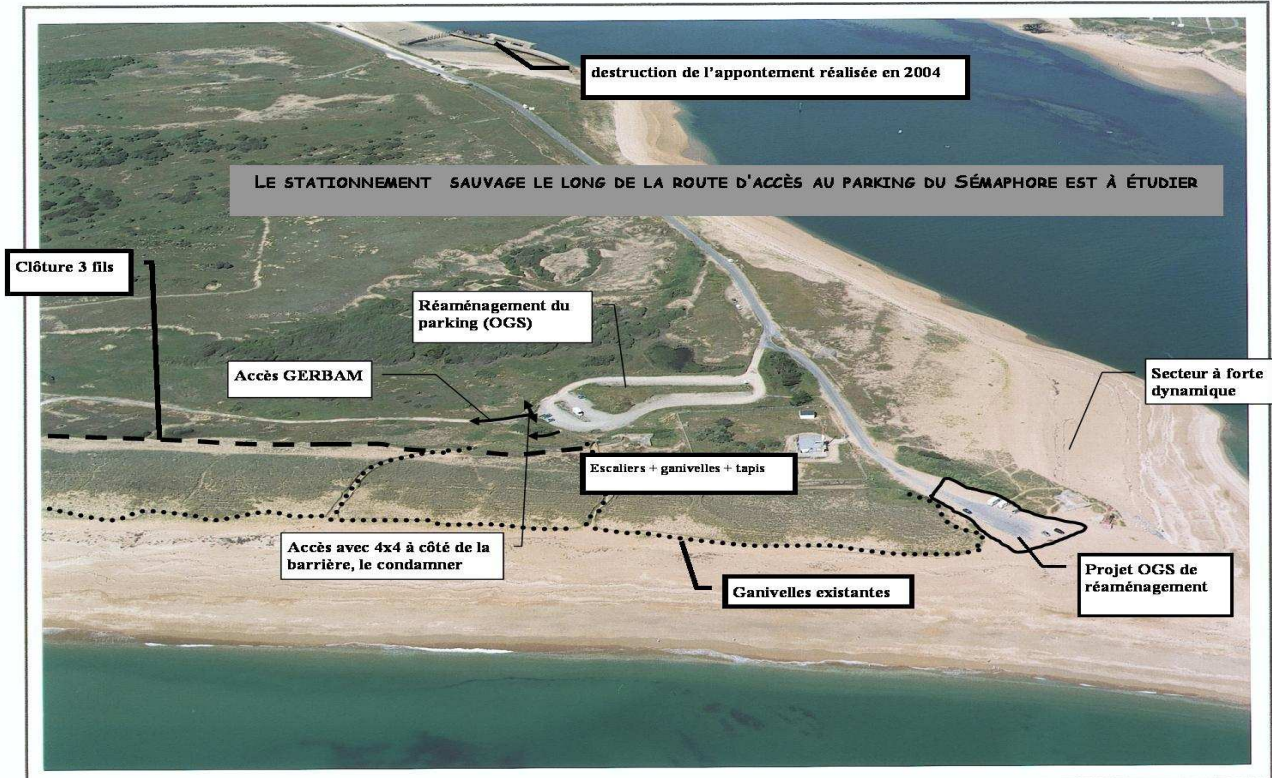 destruction de l'appontement réalisée en 2004
LE STATIONNEMENT SAUVAGE LE LONG DE LA ROUTE D'ACCÈS AU PARKING DU SÉMAPHORE EST À ÉTUDIER
Clôture 3 fils
Réaménagement du
parking (OGS)
Accès GERBAM
Secteur à forte
dynamique
Escaliers + ganivelles + tapis
Accès avec 4x4 à côté de la
barrière, le condamner
Ganivelles existantes
Projet OGS de
réaménagement